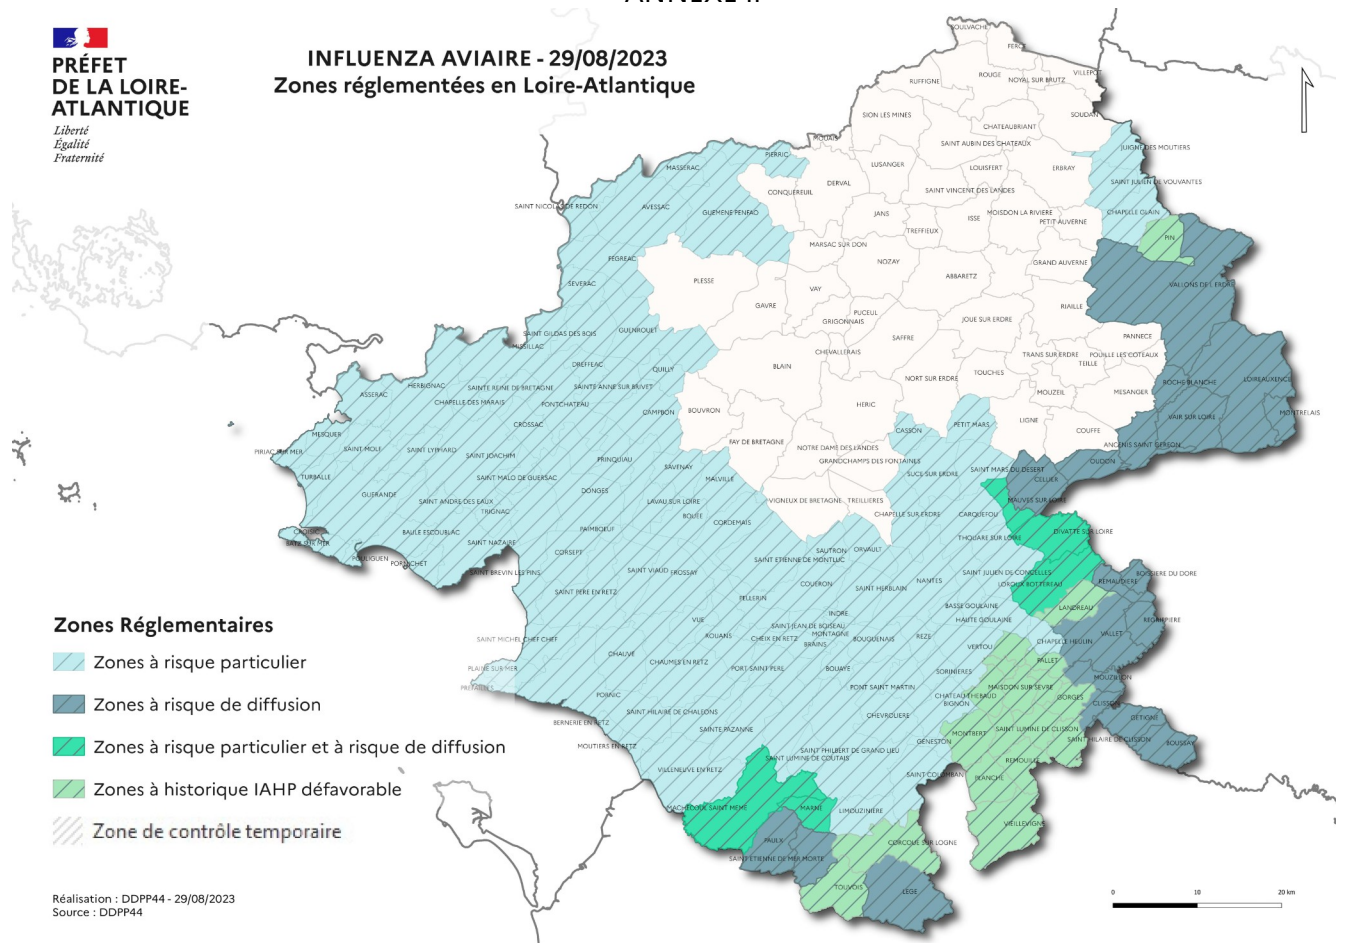 PRÉFET
DE LA LOIRE-
ATLANTIQUE
Liberté
Égalité
Fraternité
INFLUENZA AVIAIRE - 29/08/2023
Zones réglementées en Loire-Atlantique
SOULVACHE
FERCE
ROUGE
VILLEPOT
RUFFIGNE
NOYAL SUR BRUTZ
SION LES MINES
SOUDAN
CHATEAUBRIANT
MOUAIS
SAINT AUBIN DES CHATEAUX
JUIGNE DES MOUTIERS
PIERRIC
MASSERAC
LUSANGER
LOUISFERT
ERBRAY
DERVAL
SAINT JULIEN DE VOUVANTES
CONQUEREUIL
SAINT VINCENT DES LANDES
SAINT NICOLAS DE REDON
AVESSAC
GUEMENE PENFAO
JANS
ISSE
MOISDON LA RIVIERE
CHAPELLE GLAIN
PETIT AUVERNE
TREFFIEUX
PIN
MARSAC SUR DON
FEGREAC
NOZAY
GRAND AUVERNE
ABBARETZ
PLESSE
SEVERAC
VALLONS DE L ERDRE
VAY
GAVRE
RIAILLE
PUCEUL
GRIGONNAIS
JOUE SUR ERDRE
GUENROUET
SAINT GILDAS DES BOIS
SAFFRE
PANNECE
MISSILLAC
CHEVALLERAIS
TRANS SUR ERDRE
POUILLE LES COTEAUX
TEILLE
DREFFEAC
BLAIN
QUILLY
TOUCHES
NORT SUR ERDRE
LOIREAUXENCE
ROCHE BLANCHE
HERBIGNAC
SAINTE REINE DE BRETAGNE
SAINTE ANNE SUR BRIVET
MOUZEIL
MESANGER
ASSERAC
CHAPELLE DES MARAIS
PONTCHATEAU
HERIC
CAMPBON
BOUVRON
MONTRELAIS
VAIR SUR LOIRE
CROSSAC
PETIT MARS
LIGNE
CASSON
COUFFE
MESQUER
FAY DE BRETAGNE
NOTRE DAME DES LANDES
ANCENIS SAINT GEREON
PIRIAC SUR MER
SAINT MOLF
SAINT LYPHARD
SAINT JOACHIM
PRINQUIAU
GRANDCHAMPS DES FONTAINES
OUDON
SAVENAY
SAINT MARS DU DESERT
SUCE SUR ERDRE
TURBALLE
SAINT MALO DE GUERSAC
MALVILLE
CELLIER
DONGES
GUERANDE
SAINT ANDRE DES EAUX
LAVAU SUR LOIRE
VIGNEUX DE BRETAGNE
TREILLIERES
MAUVES SUR LOIRE
TRIGNAC
BOUEE
CHAPELLE SUR ERDRE
CARQUEFOU
CORDEMAIS
PAIMBOEUF
CROISIC
BAULE ESCOUBLAC
DIVATTE SUR LOIRE
BATZ SUR MER
SAINT NAZAIRE
THOUARE SUR LOIRE
CORSEPT
SAUTRON
ORVAULT
POULIGUEN
PORNICHET
SAINT ETIENNE DE MONTLUC
SAINT BREVIN LES PINS
SAINT VIAUD
FROSSAY
SAINT JULIEN DE CONCELLES
BOISSIERE DU DORE
COUERON
NANTES
REMAUDIERE
LOROUX BOTTEREAU
SAINT HERBLAIN
SAINT PERE EN RETZ
PELLERIN
BASSE GOULAINE
LANDREAU
INDRE
VUE
HAUTE GOULAINE
REGRIPPIERE
SAINT JEAN DE BOISEAU
ROUANS
CHEIX EN RETZ
MONTAGNE
BRAINS
BOUGUENAIS
REZE
VALLET
SAINT MICHEL CHEF CHEF
CHAPELLE HEULIN
VERTOU
CHAUVE
CHAUMES EN RETZ
PALLET
PLAINE SUR MER
PORT SAINT PERE
BOUAYE
SORINIERES
MOUZILLON
PREFAILLES
PONT SAINT MARTIN
MAISDON SUR SEVRE
PORNIC
CHATEAU THEBAUD
GORGES
BIGNON
CLISSON
SAINT HILAIRE DE CHALEONS
CHEVROLIERE
GETIGNE
BERNERIE EN RETZ
SAINTE PAZANNE
MONTBERT
SAINT LUMINE DE CLISSON
GENESTON
SAINT HILAIRE DE CLISSON
BOUSSAY
MOUTIERS EN RETZ
SAINT PHILBERT DE GRAND LIEU
SAINT LUMINE DE COUTAIS
REMOUILLE
VILLENEUVE EN RETZ
SAINT COLOMBAN
PLANCHE
MACHECOUL SAINT MEME
MARNE
LIMOUZINIERE
VIEILLEVIGNE
PAULX
CORCOUE SUR LOGNE
SAINT ETIENNE DE MER MORTE
TOUVOIS
LEGE
Zones Réglementaires
Zones à risque particulier
Zones à risque de diffusion
Zones à risque particulier et à risque de diffusion
Zones à historique IAHP défavorable
Zone de contrôle temporaire
Réalisation : DDPP44 - 29/08/2023
Source : DDPP44
0 10 20 km